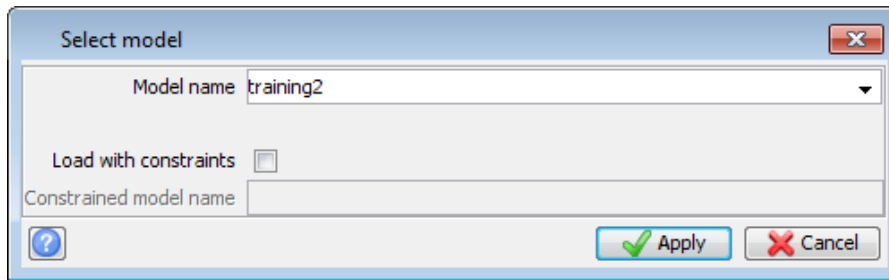 Select model
Model name training2
Load with constraints
Constrained model name
? Apply Cancel